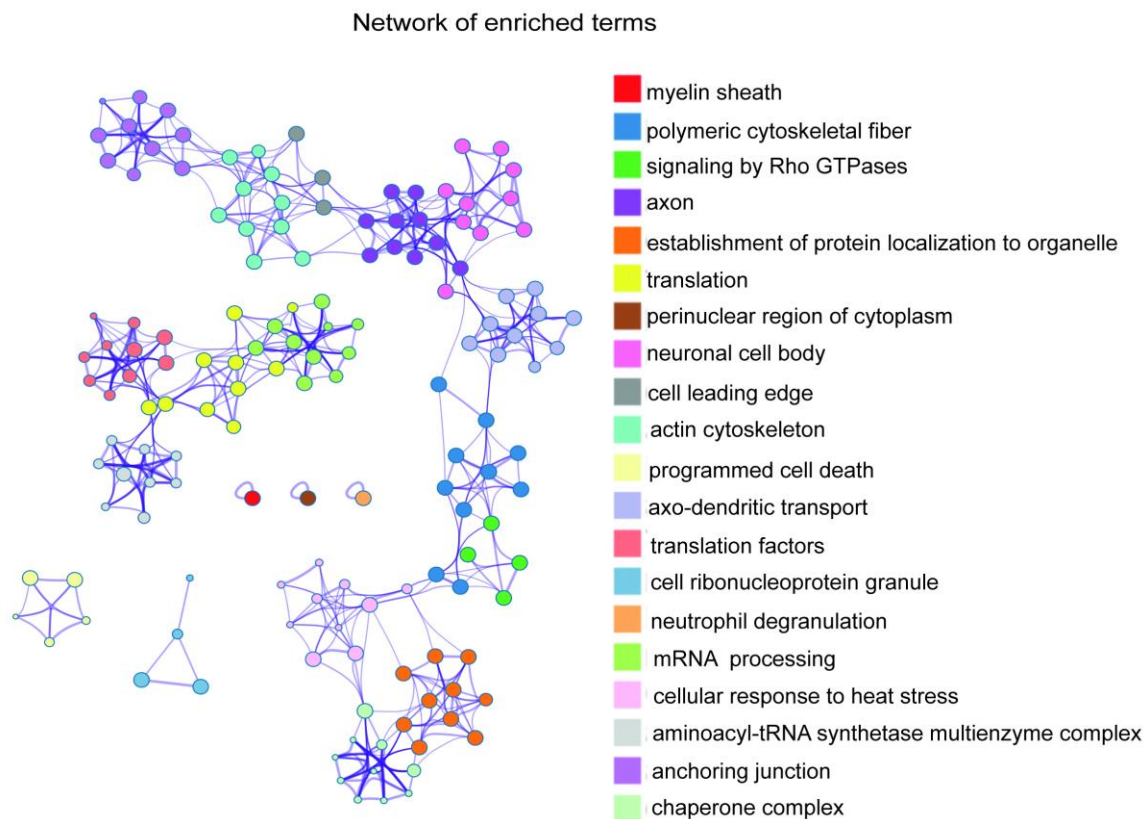 Network of enriched terms
myelin sheath
polymeric cytoskeletal fiber
signaling by Rho GTPases
axon
establishment of protein localization to organelle
translation
perinuclear region of cytoplasm
neuronal cell body
cell leading edge
actin cytoskeleton
programmed cell death
axo-dendritic transport
translation factors
cell ribonucleoprotein granule
neutrophil degranulation
mRNA processing
cellular response to heat stress
aminoacyl-tRNA synthetase multienzyme complex
anchoring junction
chaperone complex